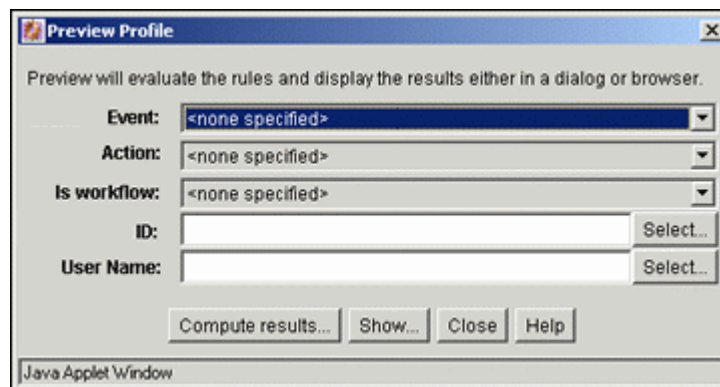 Preview Profile
Preview will evaluate the rules and display the results either in a dialog or browser.
Event: <none specified>
Action: <none specified>
Is workflow: <none specified>
ID: Select...
User Name: Select...
Compute results... Show... Close Help
Java Applet Window